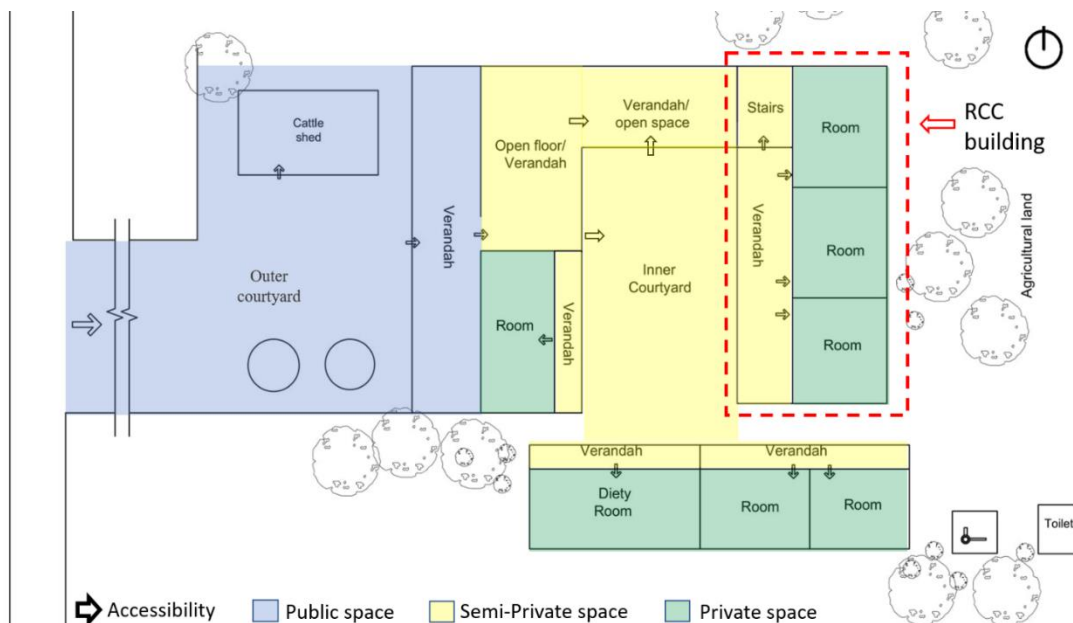 Cattle
shed
Verandah
Open floor/
Verandah
Verandah/
open space
Stairs
Room
RCC
building
Outer
courtyard
Room
Verandah
Inner
Courtyard
Verandah
Room
Room
Agricultural land
Verandah
Verandah
Diety
Room
Room
Room
Toilet
Accessibility
Public space
Semi-Private space
Private space